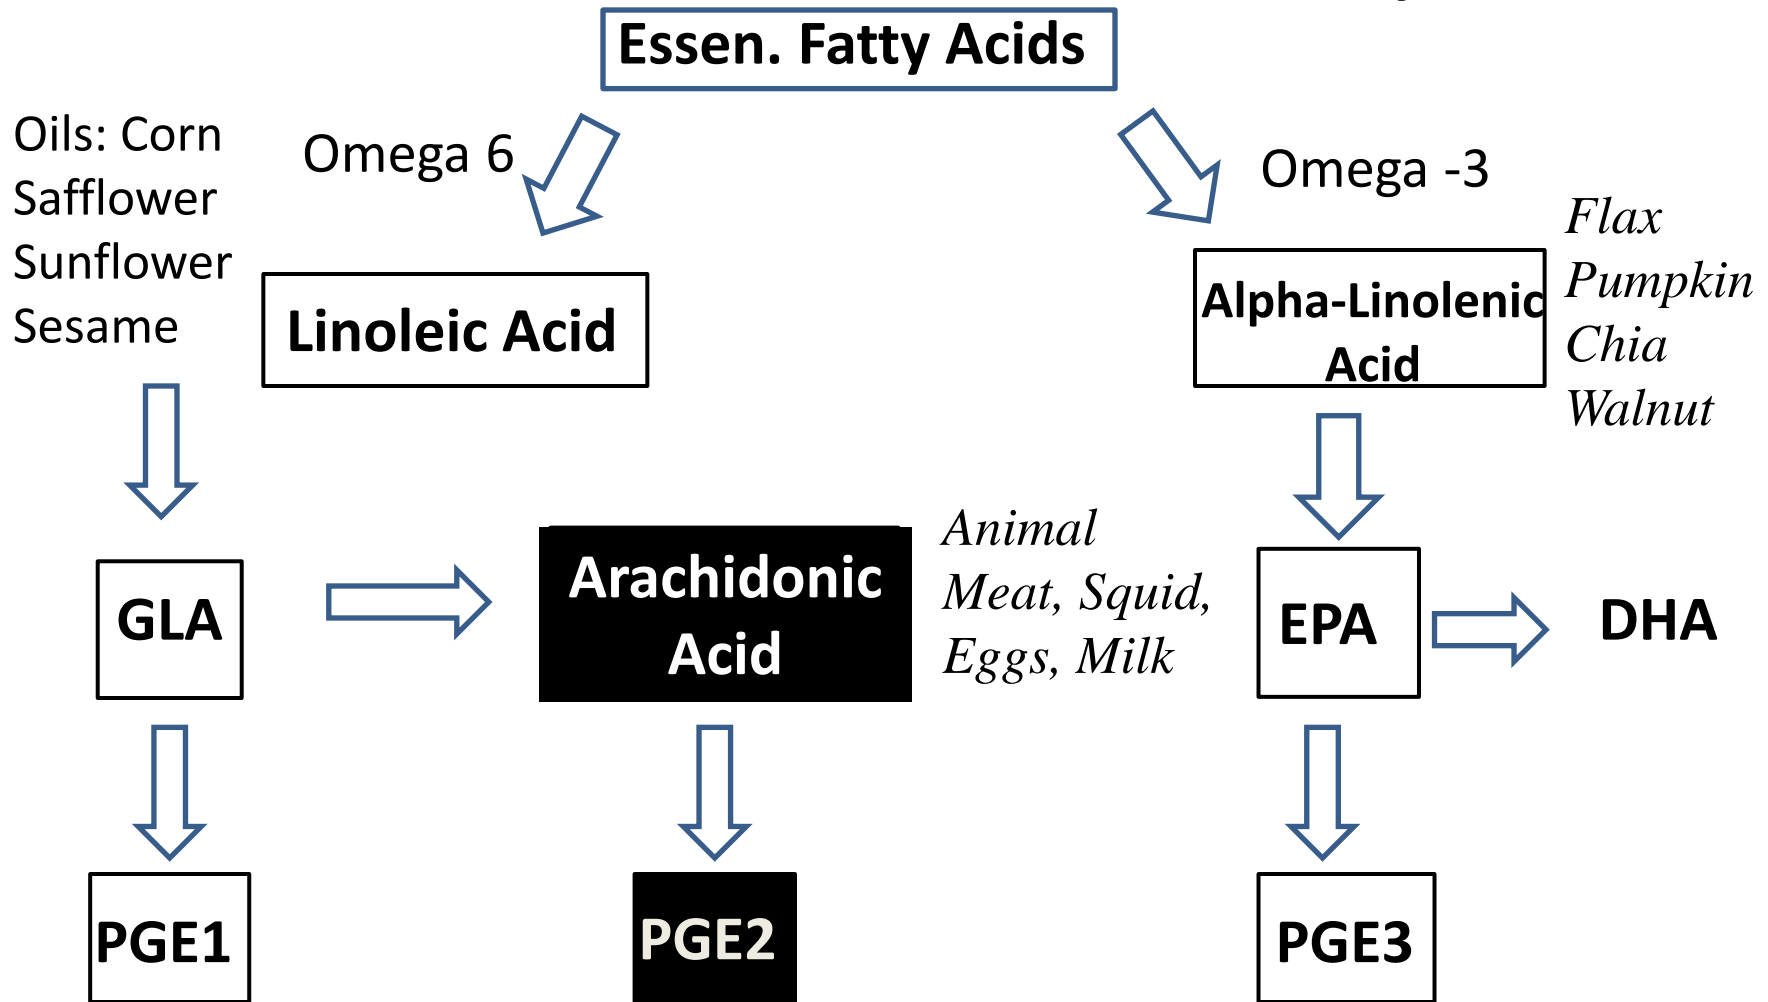 Essen. Fatty Acids
Oils: Corn
Safflower
Sunflower
Sesame
Omega 6
Omega -3
Flax
Pumpkin
Chia
Walnut
Linoleic Acid
Alpha-Linolenic
Acid
GLA
Arachidonic
Acid
Animal
Meat, Squid,
Eggs, Milk
EPA
DHA
PGE1
PGE2
PGE3